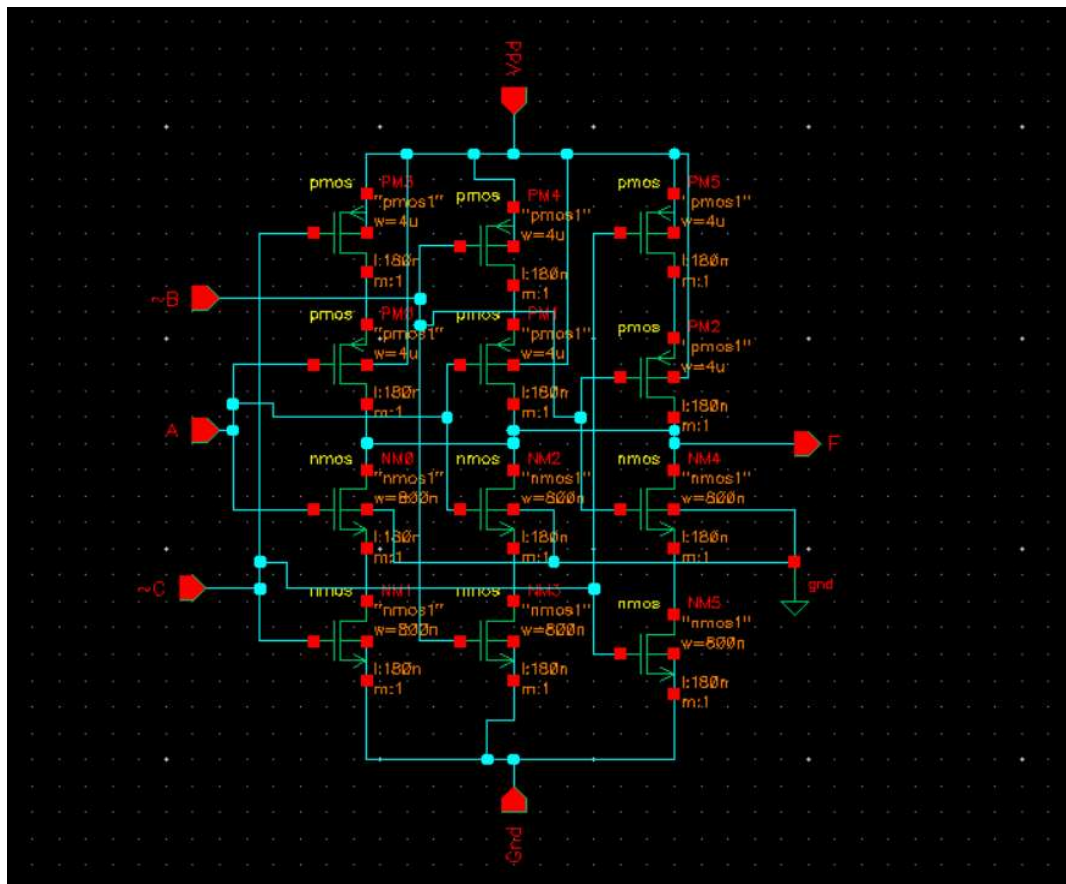 Vdd
pmos PM3
"pmos1"
w=4u
l:180n
m:1
pmos PM4
"pmos1"
w=4u
l:180n
m:1
pmos PM5
"pmos1"
w=4u
l:180n
m:1
~B
pmos PM0
"pmos1"
w=4u
l:180n
m:1
pmos PM1
"pmos1"
w=4u
l:180n
m:1
pmos PM2
"pmos1"
w=4u
l:180n
m:1
A
F
nmos NM0
"nmos1"
w=800n
l:180n
m:1
nmos NM2
"nmos1"
w=800n
l:180n
m:1
nmos NM4
"nmos1"
w=800n
l:180n
m:1
gnd
~C
nmos NM1
"nmos1"
w=800n
l:180n
m:1
nmos NM3
"nmos1"
w=800n
l:180n
m:1
nmos NM5
"nmos1"
w=800n
l:180n
m:1
Gnd